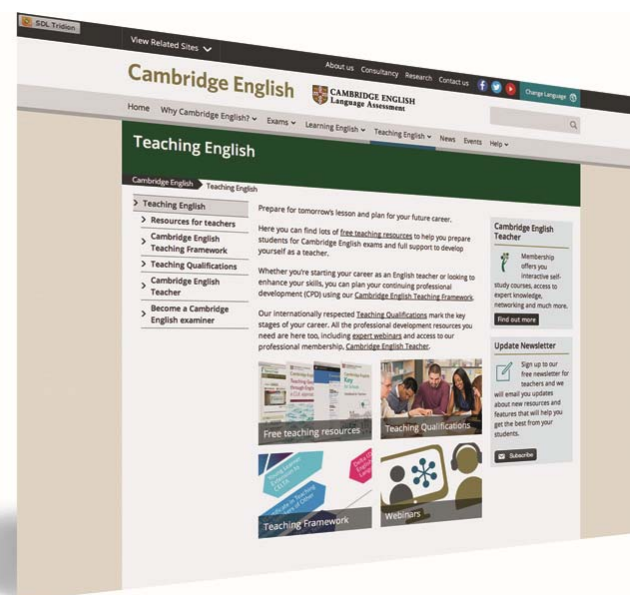 SDL Tridion
View Related Sites
About us Consultancy Research Contact us
Change Language
Cambridge English
CAMBRIDGE ENGLISH
Language Assessment
Home Why Cambridge English? Exams Learning English Teaching English News Events Help
Teaching English
Cambridge English Teaching English
Teaching English
Resources for teachers
Cambridge English
Teaching Framework
Teaching Qualifications
Cambridge English
Teacher
Become a Cambridge
English examiner
Prepare for tomorrow's lesson and plan for your future career.
Here you can find lots of free teaching resources to help you prepare
students for Cambridge English exams and full support to develop
yourself as a teacher.
Whether you're starting your career as an English teacher or looking to
enhance your skills, you can plan your continuing professional
development (CPD) using our Cambridge English Teaching Framework.
Our internationally respected Teaching Qualifications mark the key
stages of your career. All the professional development resources you
need are here too, including expert webinars and access to our
professional membership, Cambridge English Teacher.
Key
Free teaching resources
Teaching Qualifications
Teaching Framework
Webinars
Cambridge English
Teacher
Membership
offers you
interactive self-
study courses, access to
expert knowledge,
networking and much more.
Find out more
Update Newsletter
Sign up to our
free newsletter for
teachers and we
will email you updates
about new resources and
features that will help you
get the best from your
students.
Subscribe